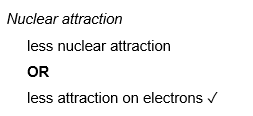 Nuclear attraction
less nuclear attraction
OR
less attraction on electrons ✓